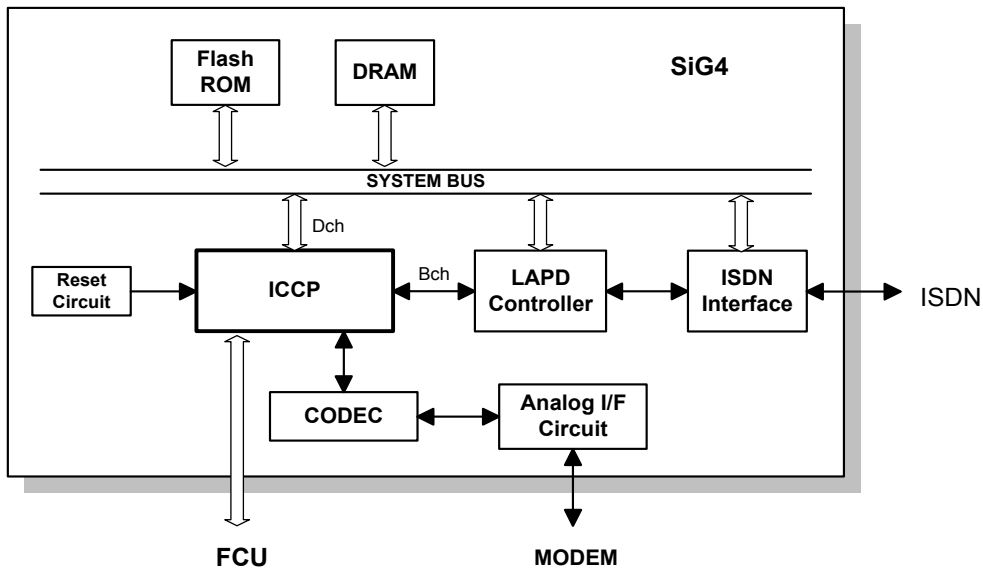 Flash
ROM
DRAM
SiG4
SYSTEM BUS
Dch
Reset
Circuit
ICCP
Bch
LAPD
Controller
ISDN
Interface
ISDN
CODEC
Analog I/F
Circuit
FCU
MODEM